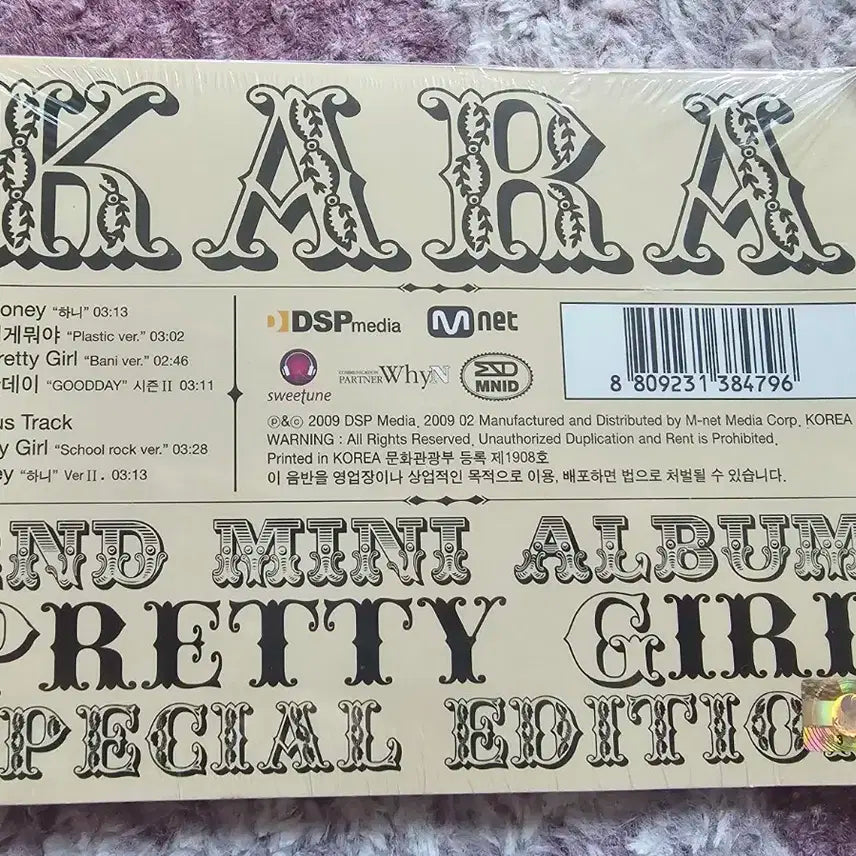 KARA
oney "하니" 03:13
게뭐야 "Plastic ver." 03:02
retty Girl "Bani ver." 02:46
데이 "GOODDAY" 시즌 II 03:11
us Track
y Girl "School rock ver." 03:28
ey "하니" Ver II. 03:13
DSPmedia
M net
sweetune
COMMUNICATION PARTNER WhyN
MNID
8 809231 384796
℗&© 2009 DSP Media, 2009 02 Manufactured and Distributed by M-net Media Corp, KOREA
WARNING : All Rights Reserved, Unauthorized Duplication and Rent is Prohibited,
Printed in KOREA 문화관광부 등록 제1908호
이 음반을 영업장이나 상업적인 목적으로 이용, 배포하면 법으로 처벌될 수 있습니다.
ND MINI ALBUM
PRETTY GIRL
SPECIAL EDITION